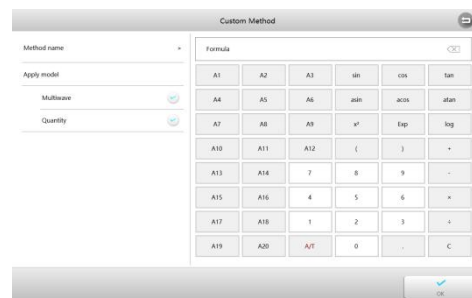 Custom Method
Method name
Apply model
Multiwave
Quantity
Formula
A1 A2 A3 sin cos tan
A4 A5 A6 asin acos atan
A7 A8 A9 x² Exp log
A10 A11 A12 ( ) +
A13 A14 7 8 9 -
A15 A16 4 5 6 ×
A17 A18 1 2 3 ÷
A19 A20 A/T 0 . C
OK